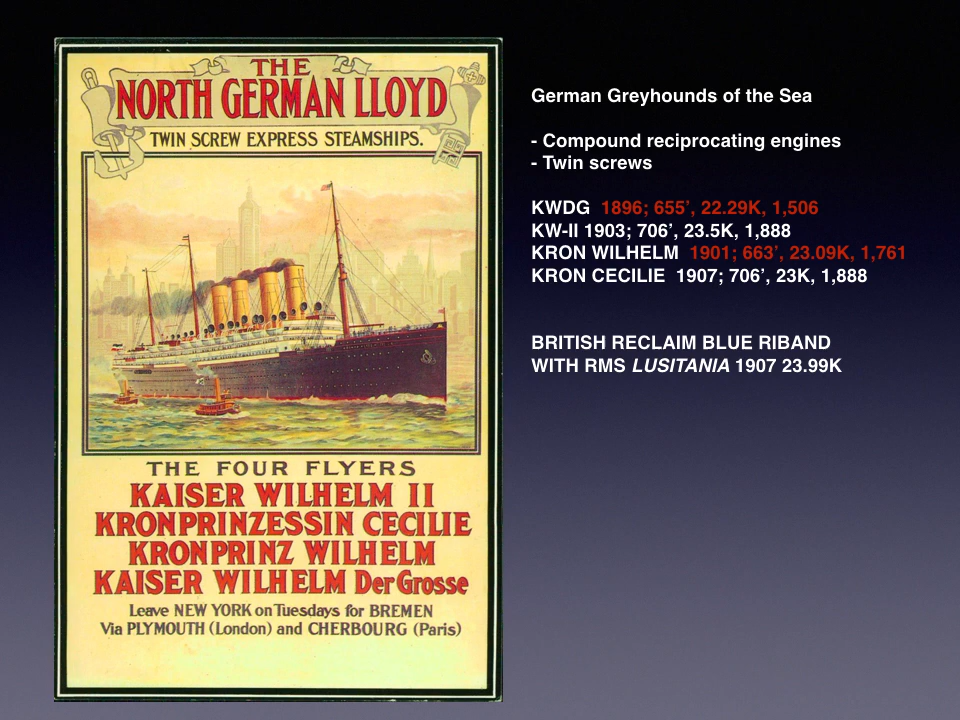 THE
NORTH GERMAN LLOYD
TWIN SCREW EXPRESS STEAMSHIPS.
THE FOUR FLYERS
KAISER WILHELM II
KRONPRINZESSIN CECILIE
KRONPRINZ WILHELM
KAISER WILHELM Der Grosse
Leave NEW YORK on Tuesdays for BREMEN
Via PLYMOUTH (London) and CHERBOURG (Paris)
German Greyhounds of the Sea
- Compound reciprocating engines
- Twin screws
KWDG 1896; 655’, 22.29K, 1,506
KW-II 1903; 706’, 23.5K, 1,888
KRON WILHELM 1901; 663’, 23.09K, 1,761
KRON CECILIE 1907; 706’, 23K, 1,888
BRITISH RECLAIM BLUE RIBAND
WITH RMS LUSITANIA 1907 23.99K